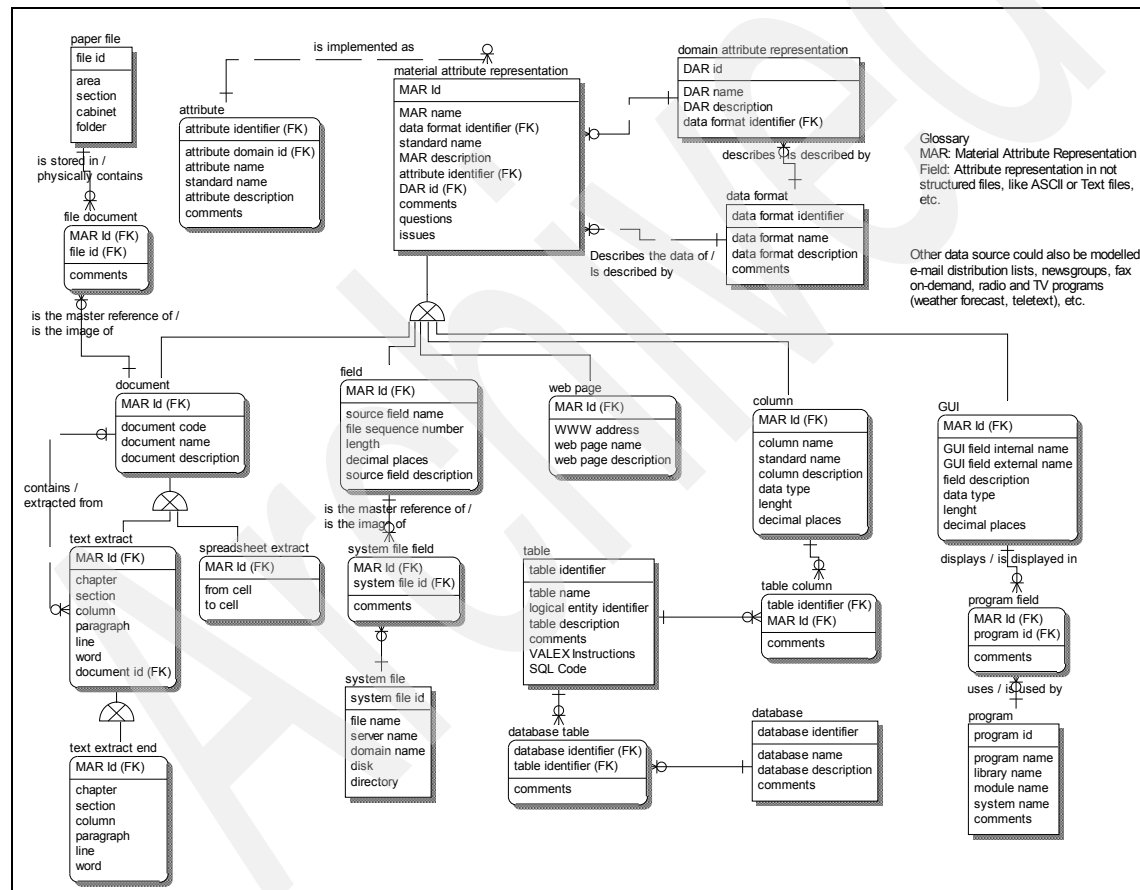 paper file
file id
area
section
cabinet
folder
is stored in /
physically contains
file document
MAR Id (FK)
file id (FK)
comments
is the master reference of /
is the image of
is implemented as
attribute
attribute identifier (FK)
attribute domain id (FK)
attribute name
standard name
attribute description
comments
material attribute representation
MAR Id
MAR name
data format identifier (FK)
standard name
MAR description
attribute identifier (FK)
DAR id (FK)
comments
questions
issues
domain attribute representation
DAR id
DAR name
DAR description
data format identifier (FK)
describes / is described by
data format
data format identifier
data format name
data format description
comments
Describes the data of /
Is described by
Glossary
MAR: Material Attribute Representation
Field: Attribute representation in not
structured files, like ASCII or Text files,
etc.
Other data source could also be modelled
e-mail distribution lists, newsgroups, fax
on-demand, radio and TV programs
(weather forecast, teletext), etc.
document
MAR Id (FK)
document code
document name
document description
contains /
extracted from
text extract
MAR Id (FK)
chapter
section
column
paragraph
line
word
document id (FK)
spreadsheet extract
MAR Id (FK)
from cell
to cell
text extract end
MAR Id (FK)
chapter
section
column
paragraph
line
word
field
MAR Id (FK)
source field name
file sequence number
length
decimal places
source field description
is the master reference of /
is the image of
system file field
MAR Id (FK)
system file id (FK)
comments
system file
system file id
file name
server name
domain name
disk
directory
web page
MAR Id (FK)
WWW address
web page name
web page description
column
MAR Id (FK)
column name
standard name
column description
data type
lenght
decimal places
table
table identifier
table name
logical entity identifier
table description
comments
VALEX Instructions
SQL Code
table column
table identifier (FK)
MAR Id (FK)
comments
database table
database identifier (FK)
table identifier (FK)
comments
database
database identifier
database name
database description
comments
GUI
MAR Id (FK)
GUI field internal name
GUI field external name
field description
data type
lenght
decimal places
displays / is displayed in
program field
MAR Id (FK)
program id (FK)
comments
uses / is used by
program
program id
program name
library name
module name
system name
comments
Archived